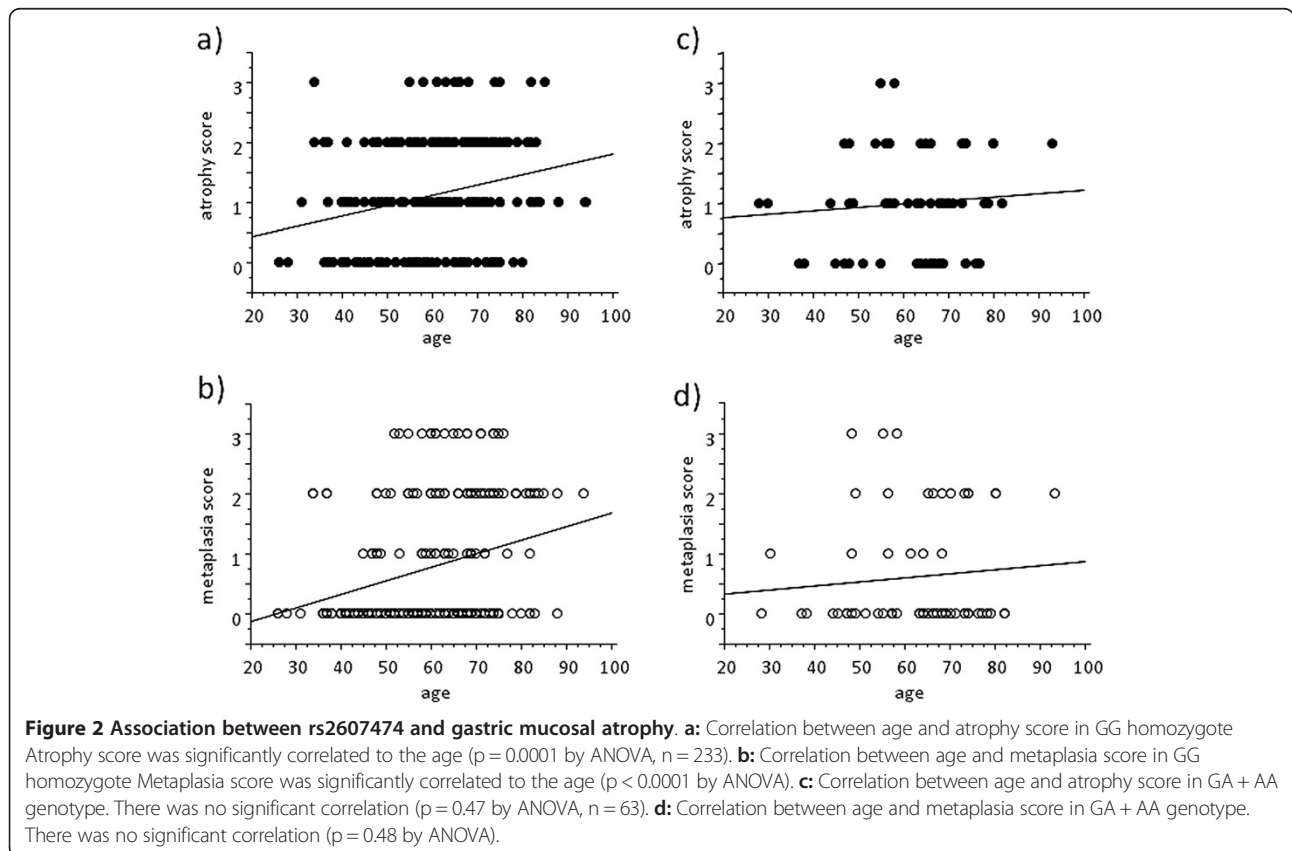 a)
3
2
1
0
atrophy score
20 30 40 50 60 70 80 90 100
age
c)
3
2
1
0
atrophy score
20 30 40 50 60 70 80 90 100
age
b)
3
2
1
0
metaplasia score
20 30 40 50 60 70 80 90 100
age
d)
3
2
1
0
metaplasia score
20 30 40 50 60 70 80 90 100
age
Figure 2 Association between rs2607474 and gastric mucosal atrophy. a: Correlation between age and atrophy score in GG homozygote
Atrophy score was significantly correlated to the age (p = 0.0001 by ANOVA, n = 233). b: Correlation between age and metaplasia score in GG
homozygote Metaplasia score was significantly correlated to the age (p < 0.0001 by ANOVA). c: Correlation between age and atrophy score in GA + AA
genotype. There was no significant correlation (p = 0.47 by ANOVA, n = 63). d: Correlation between age and metaplasia score in GA + AA genotype.
There was no significant correlation (p = 0.48 by ANOVA).